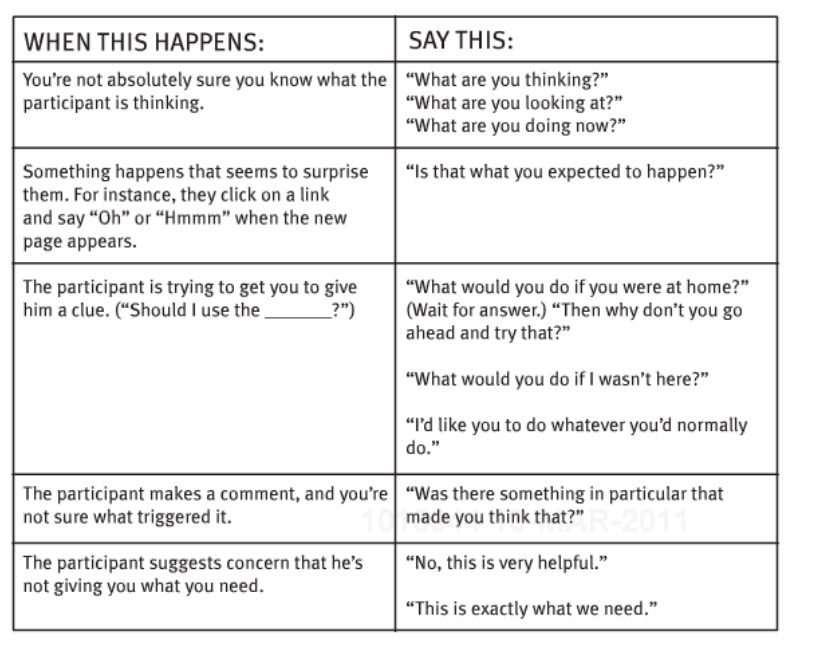 WHEN THIS HAPPENS:
SAY THIS:
You’re not absolutely sure you know what the
participant is thinking.
“What are you thinking?”
“What are you looking at?”
“What are you doing now?”
Something happens that seems to surprise
them. For instance, they click on a link
and say “Oh” or “Hmmm” when the new
page appears.
“Is that what you expected to happen?”
The participant is trying to get you to give
him a clue. (“Should I use the _______?”)
“What would you do if you were at home?”
(Wait for answer.) “Then why don’t you go
ahead and try that?”
“What would you do if I wasn’t here?”
“I’d like you to do whatever you’d normally
do.”
The participant makes a comment, and you’re
not sure what triggered it.
“Was there something in particular that
made you think that?”
The participant suggests concern that he’s
not giving you what you need.
“No, this is very helpful.”
“This is exactly what we need.”